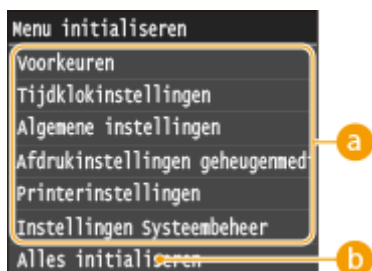 Menu initialiseren
Voorkeuren
Tijdklokinstellingen
Algemene instellingen
Afdrukinstellingen geheugenmed
Printerinstellingen
Instellingen Systeembeheer
Alles initialiseren
a
b